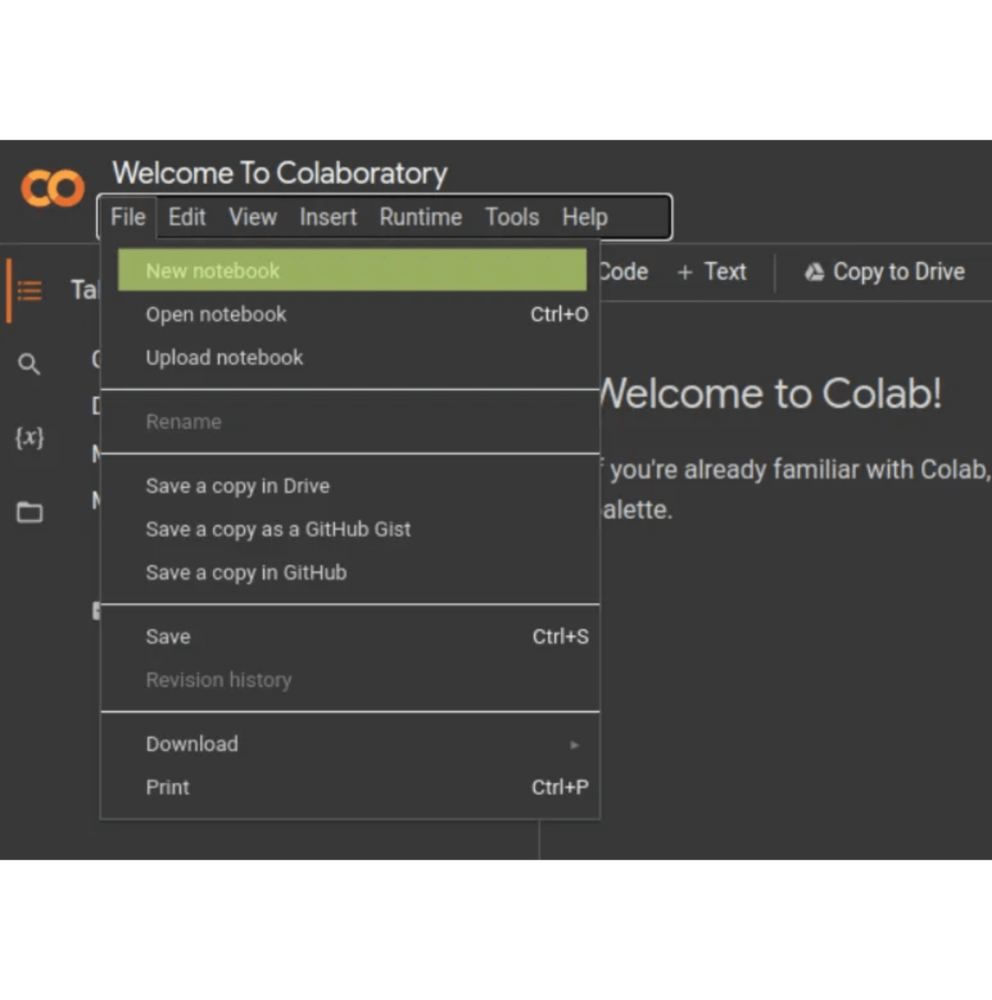 Welcome To Colaboratory
File Edit View Insert Runtime Tools Help
New notebook
Code + Text Copy to Drive
Open notebook Ctrl+O
Upload notebook
Welcome to Colab!
Rename
you're already familiar with Colab,
Save a copy in Drive
alette.
Save a copy as a GitHub Gist
Save a copy in GitHub
Save Ctrl+S
Revision history
Download
Print Ctrl+P
{x}